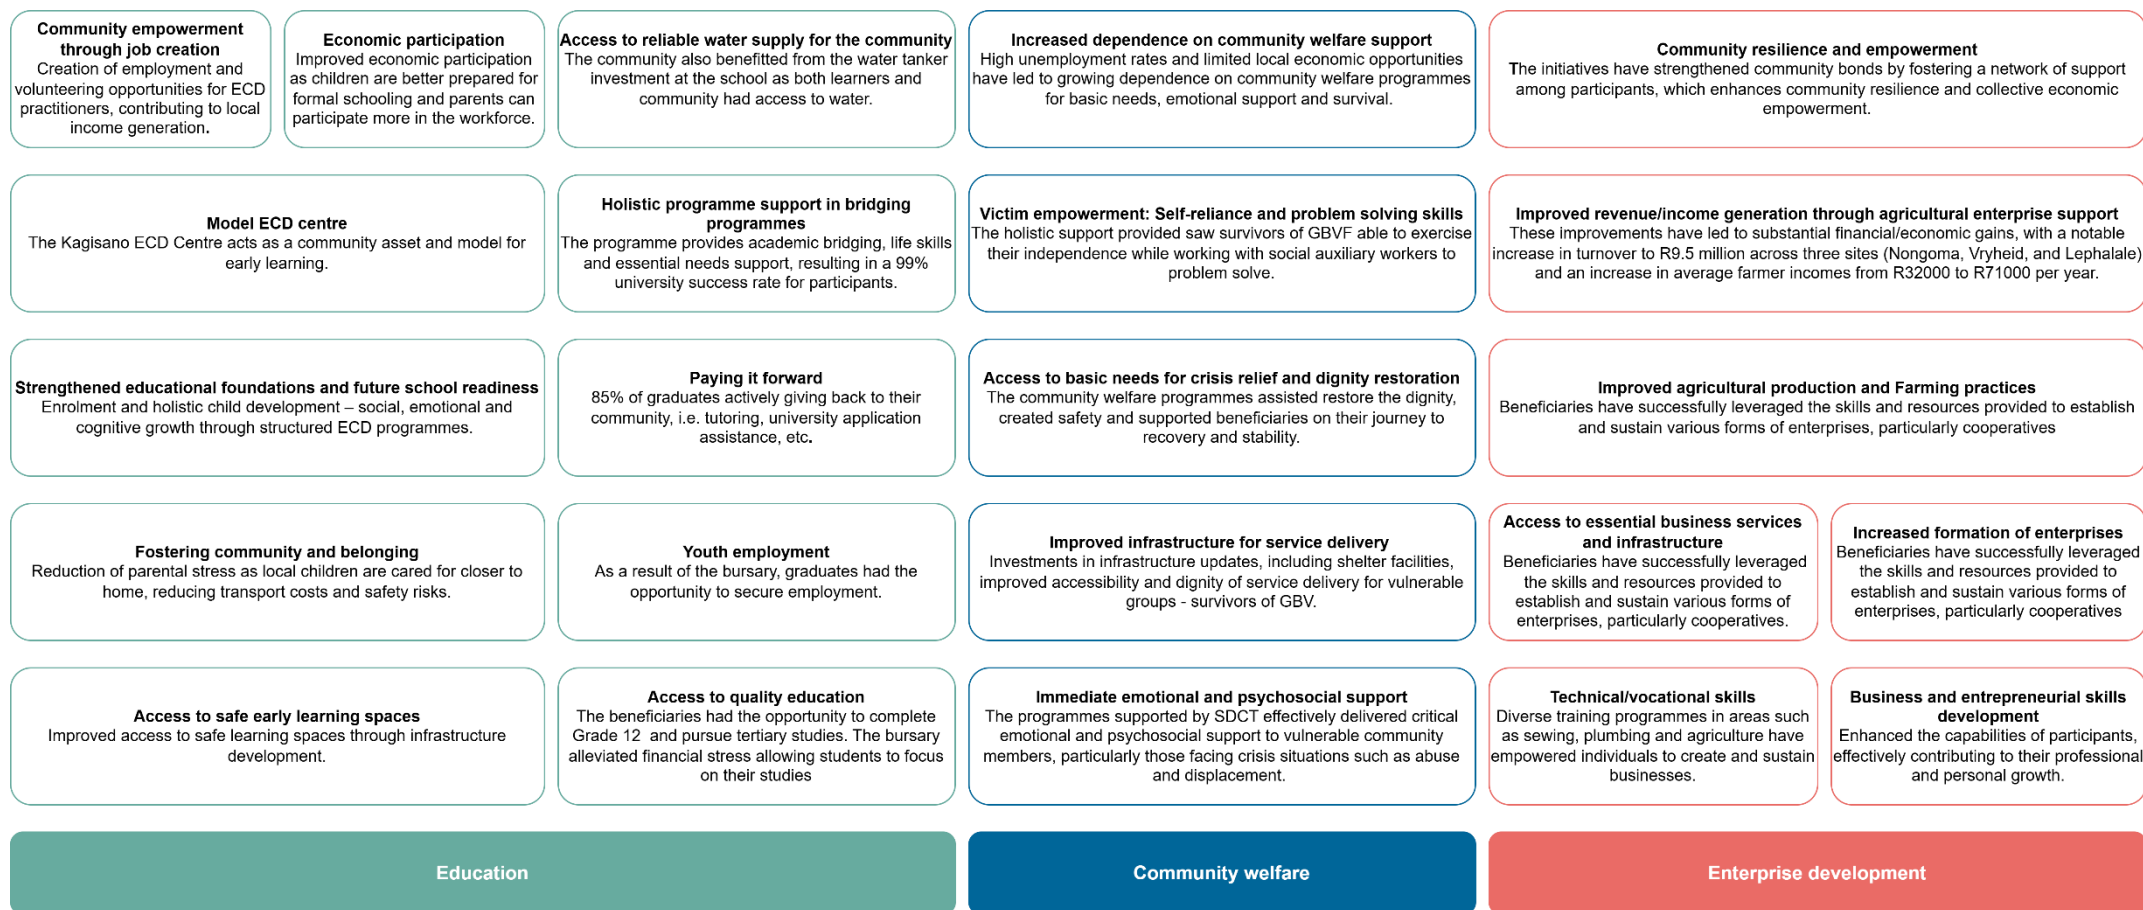 Community empowerment
through job creation
Creation of employment and
volunteering opportunities for ECD
practitioners, contributing to local
income generation.
Economic participation
Improved economic participation
as children are better prepared for
formal schooling and parents can
participate more in the workforce.
Access to reliable water supply for the community
The community also benefitted from the water tanker
investment at the school as both learners and
community had access to water.
Increased dependence on community welfare support
High unemployment rates and limited local economic opportunities
have led to growing dependence on community welfare programmes
for basic needs, emotional support and survival.
Community resilience and empowerment
The initiatives have strengthened community bonds by fostering a network of support
among participants, which enhances community resilience and collective economic
empowerment.
Model ECD centre
The Kagisano ECD Centre acts as a community asset and model for
early learning.
Holistic programme support in bridging
programmes
The programme provides academic bridging, life skills
and essential needs support, resulting in a 99%
university success rate for participants.
Victim empowerment: Self-reliance and problem solving skills
The holistic support provided saw survivors of GBVF able to exercise
their independence while working with social auxiliary workers to
problem solve.
Improved revenue/income generation through agricultural enterprise support
These improvements have led to substantial financial/economic gains, with a notable
increase in turnover to R9.5 million across three sites (Nongoma, Vryheid, and Lephalale)
and an increase in average farmer incomes from R32000 to R71000 per year.
Strengthened educational foundations and future school readiness
Enrolment and holistic child development – social, emotional and
cognitive growth through structured ECD programmes.
Paying it forward
85% of graduates actively giving back to their
community, i.e. tutoring, university application
assistance, etc.
Access to basic needs for crisis relief and dignity restoration
The community welfare programmes assisted restore the dignity,
created safety and supported beneficiaries on their journey to
recovery and stability.
Improved agricultural production and Farming practices
Beneficiaries have successfully leveraged the skills and resources provided to establish
and sustain various forms of enterprises, particularly cooperatives
Fostering community and belonging
Reduction of parental stress as local children are cared for closer to
home, reducing transport costs and safety risks.
Youth employment
As a result of the bursary, graduates had the
opportunity to secure employment.
Improved infrastructure for service delivery
Investments in infrastructure updates, including shelter facilities,
improved accessibility and dignity of service delivery for vulnerable
groups - survivors of GBV.
Access to essential business services
and infrastructure
Beneficiaries have successfully leveraged
the skills and resources provided to
establish and sustain various forms of
enterprises, particularly cooperatives.
Increased formation of enterprises
Beneficiaries have successfully leveraged
the skills and resources provided to
establish and sustain various forms of
enterprises, particularly cooperatives
Access to safe early learning spaces
Improved access to safe learning spaces through infrastructure
development.
Access to quality education
The beneficiaries had the opportunity to complete
Grade 12 and pursue tertiary studies. The bursary
alleviated financial stress allowing students to focus
on their studies
Immediate emotional and psychosocial support
The programmes supported by SDCT effectively delivered critical
emotional and psychosocial support to vulnerable community
members, particularly those facing crisis situations such as abuse
and displacement.
Technical/vocational skills
Diverse training programmes in areas such
as sewing, plumbing and agriculture have
empowered individuals to create and sustain
businesses.
Business and entrepreneurial skills
development
Enhanced the capabilities of participants,
effectively contributing to their professional
and personal growth.
Education
Community welfare
Enterprise development